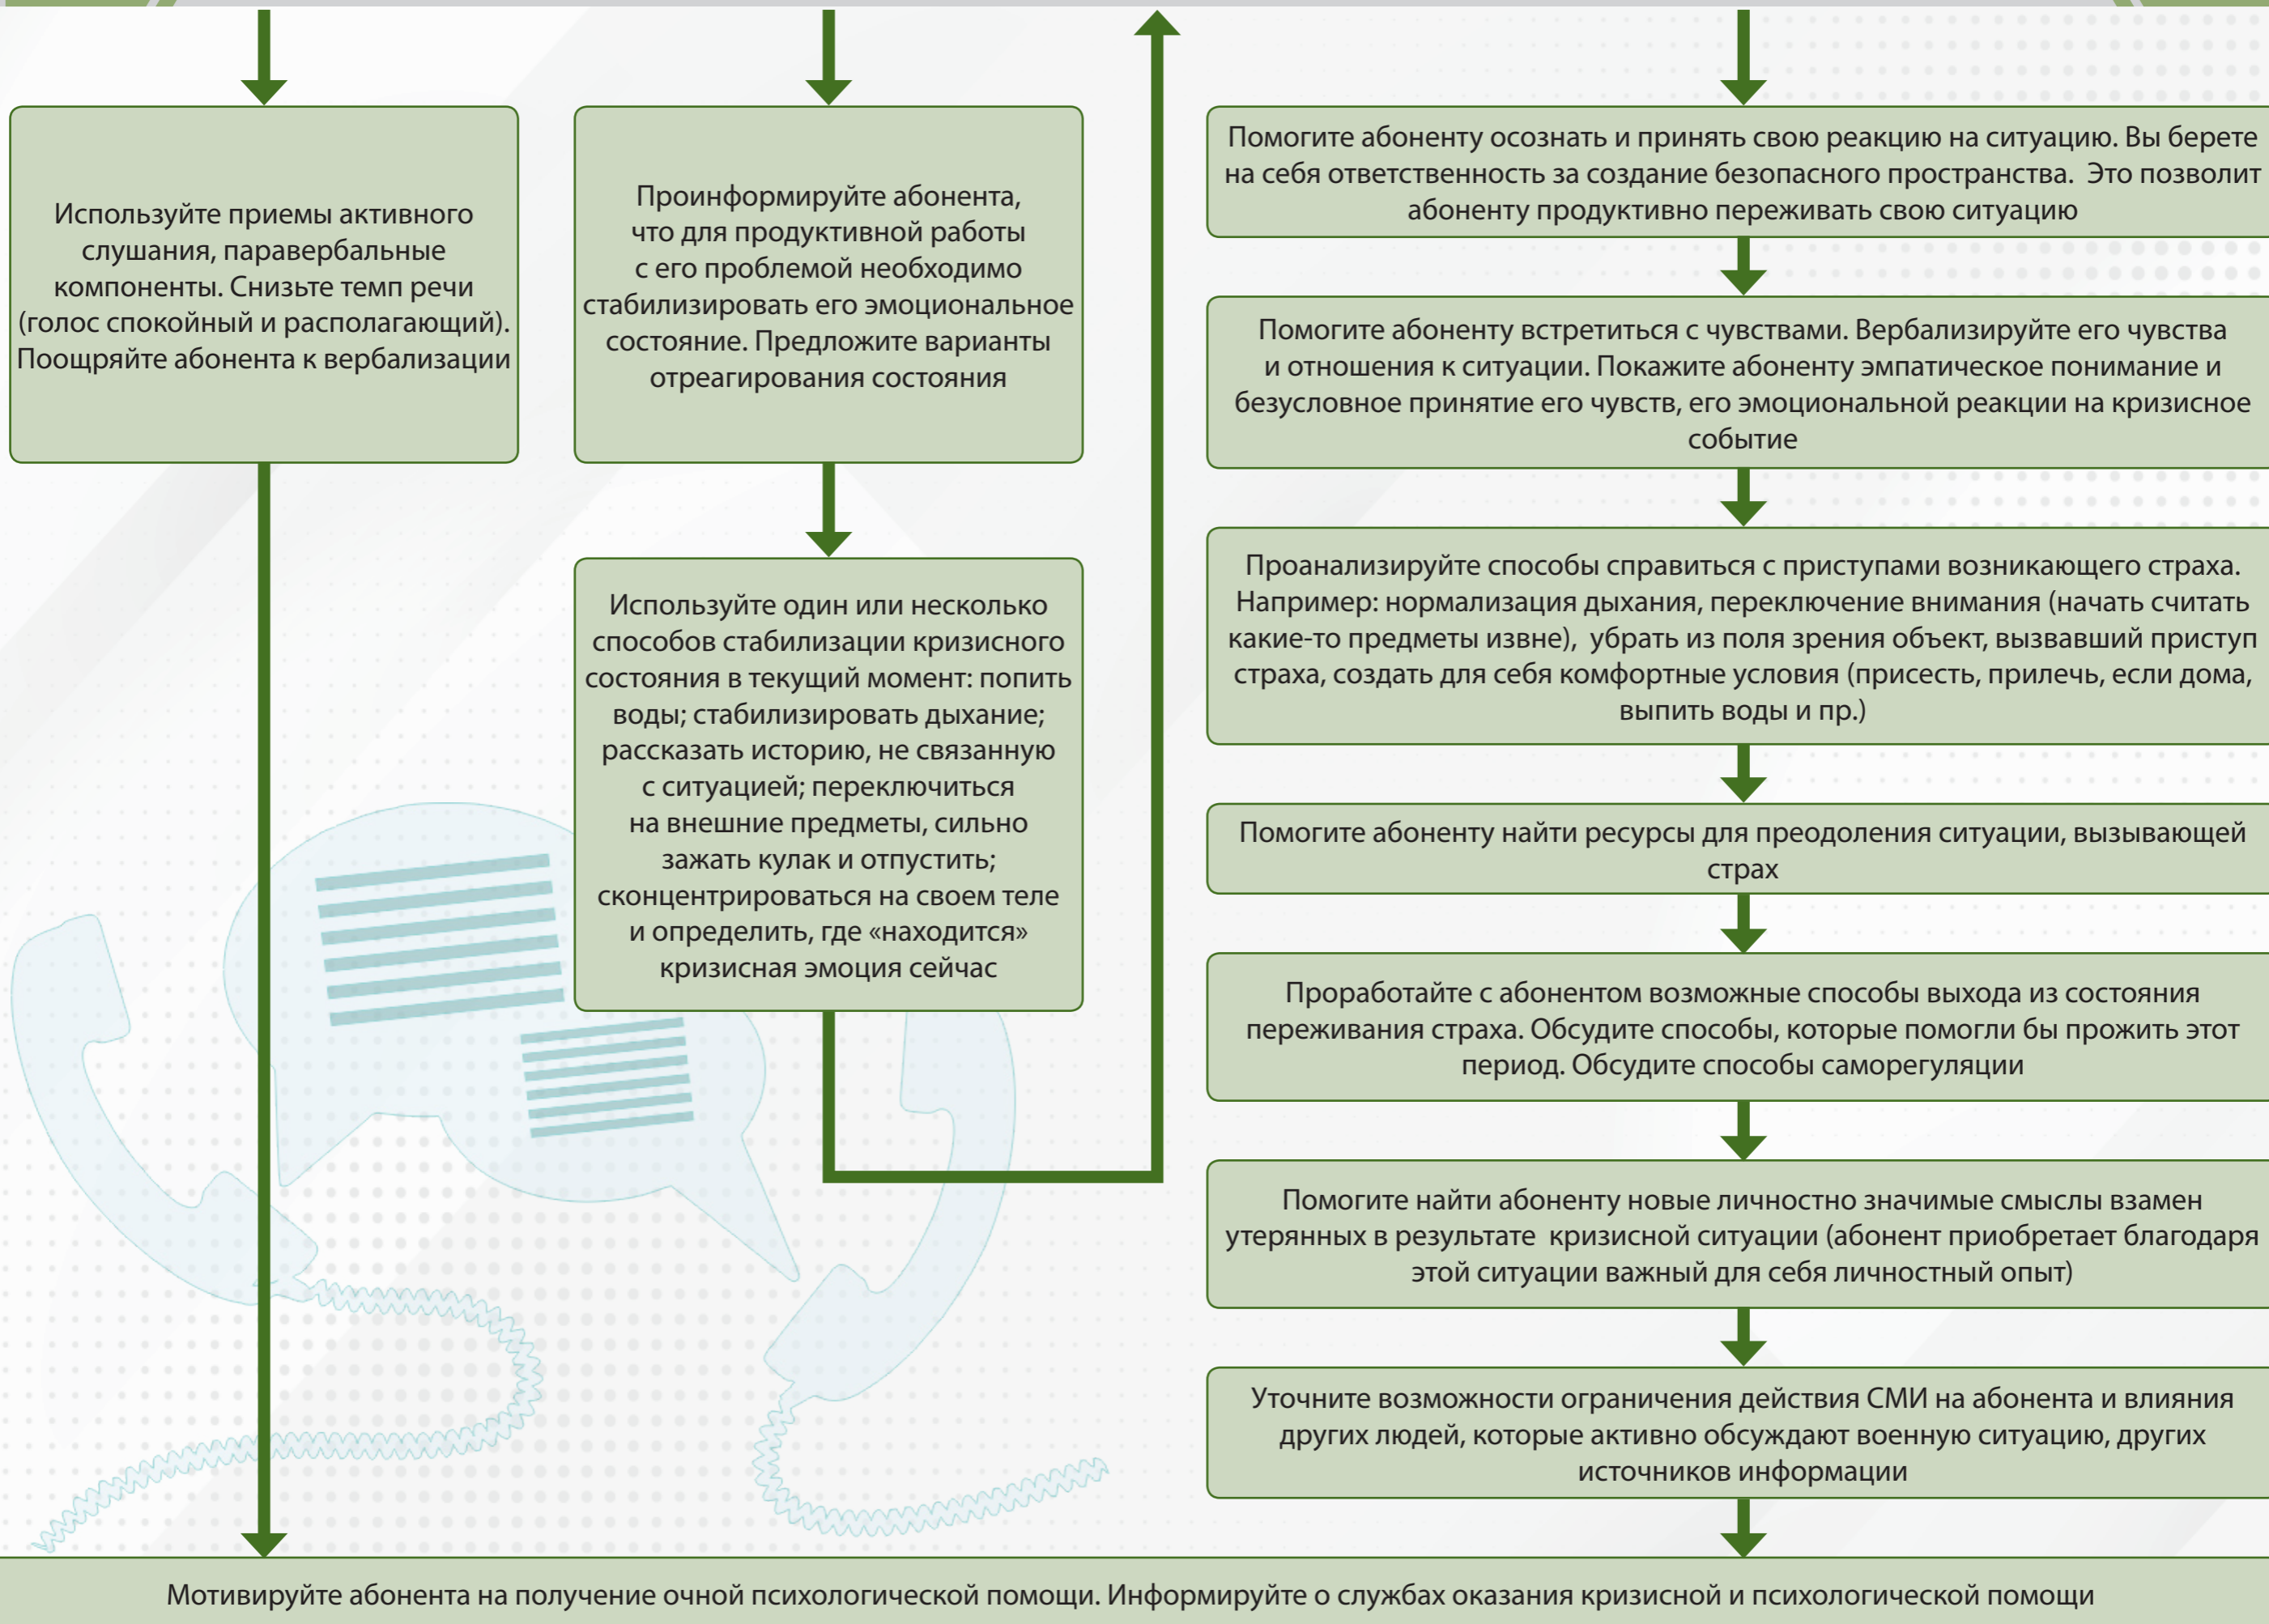 Используйте приемы активного
слушания, паравербальные
компоненты. Снизьте темп речи
(голос спокойный и располагающий).
Поощряйте абонента к вербализации
Проинформируйте абонента,
что для продуктивной работы
с его проблемой необходимо
стабилизировать его эмоциональное
состояние. Предложите варианты
отреагирования состояния
Используйте один или несколько
способов стабилизации кризисного
состояния в текущий момент: попить
воды; стабилизировать дыхание;
рассказать историю, не связанную
с ситуацией; переключиться
на внешние предметы, сильно
зажать кулак и отпустить;
сконцентрироваться на своем теле
и определить, где «находится»
кризисная эмоция сейчас
Помогите абоненту осознать и принять свою реакцию на ситуацию. Вы берете
на себя ответственность за создание безопасного пространства. Это позволит
абоненту продуктивно переживать свою ситуацию
Помогите абоненту встретиться с чувствами. Вербализируйте его чувства
и отношения к ситуации. Покажите абоненту эмпатическое понимание и
безусловное принятие его чувств, его эмоциональной реакции на кризисное
событие
Проанализируйте способы справиться с приступами возникающего страха.
Например: нормализация дыхания, переключение внимания (начать считать
какие-то предметы извне), убрать из поля зрения объект, вызвавший приступ
страха, создать для себя комфортные условия (присесть, прилечь, если дома,
выпить воды и пр.)
Помогите абоненту найти ресурсы для преодоления ситуации, вызывающей
страх
Проработайте с абонентом возможные способы выхода из состояния
переживания страха. Обсудите способы, которые помогли бы прожить этот
период. Обсудите способы саморегуляции
Помогите найти абоненту новые личностно значимые смыслы взамен
утерянных в результате кризисной ситуации (абонент приобретает благодаря
этой ситуации важный для себя личностный опыт)
Уточните возможности ограничения действия СМИ на абонента и влияния
других людей, которые активно обсуждают военную ситуацию, других
источников информации
Мотивируйте абонента на получение очной психологической помощи. Информируйте о службах оказания кризисной и психологической помощи